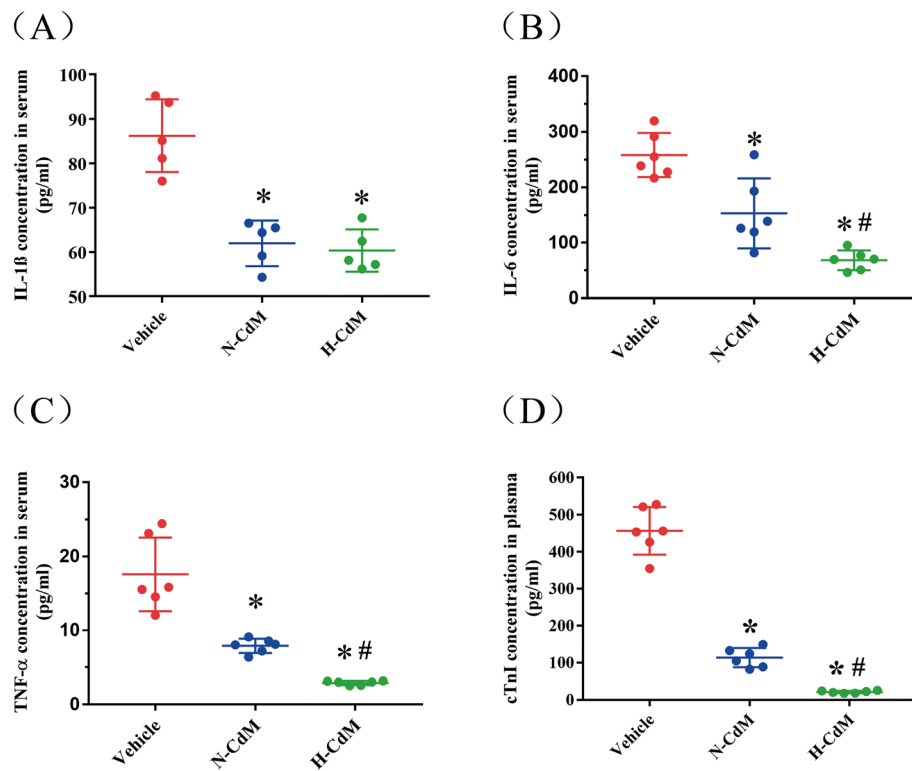 (A)
IL-1ß concentration in serum
(pg/ml)
100
90
80
70
60
50
*
*
Vehicle
N-CdM
H-CdM
(B)
IL-6 concentration in serum
(pg/ml)
400
300
200
100
0
*
* #
Vehicle
N-CdM
H-CdM
(C)
TNF-α concentration in serum
(pg/ml)
30
20
10
0
*
* #
Vehicle
N-CdM
H-CdM
(D)
cTnI concentration in plasma
(pg/ml)
600
500
400
300
200
100
0
*
* #
Vehicle
N-CdM
H-CdM